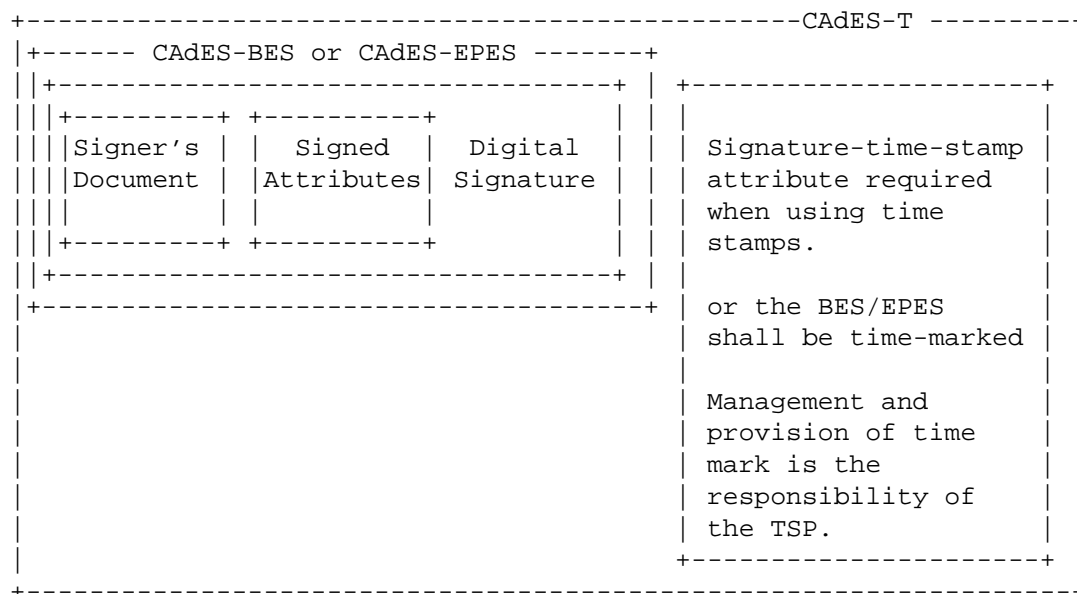 CAdES-T
CAdES-BES or CAdES-EPES
Signer's Signed Digital
Document Attributes Signature
Signature-time-stamp
attribute required
when using time
stamps.
or the BES/EPES
shall be time-marked
Management and
provision of time
mark is the
responsibility of
the TSP.